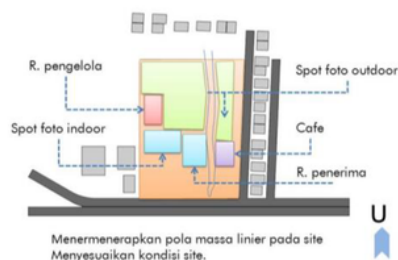 R. pengelola
Spot foto outdoor
Spot foto indoor
Cafe
R. penerima
U
Menermenerapkan pola massa linier pada site
Menyesuaikan kondisi site.